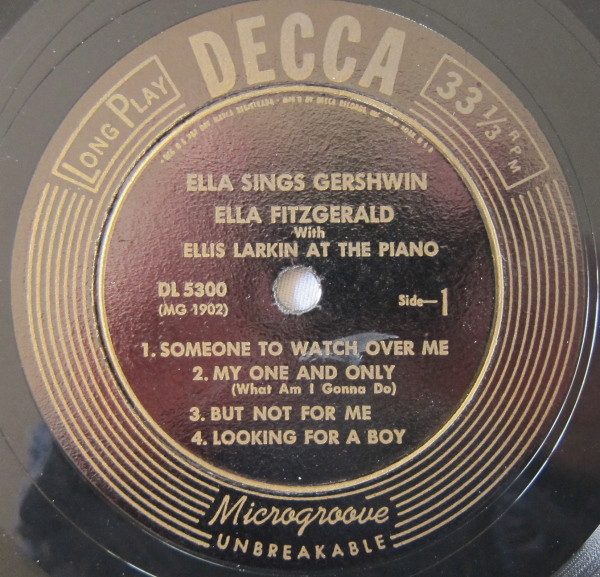 DECCA
LONG PLAY
33 1/3 RPM
ELLA SINGS GERSHWIN
ELLA FITZGERALD
With
ELLIS LARKIN AT THE PIANO
DL 5300
(MG 1902)
Side—1
1. SOMEONE TO WATCH OVER ME
2. MY ONE AND ONLY
(What Am I Gonna Do)
3. BUT NOT FOR ME
4. LOOKING FOR A BOY
Microgroove
UNBREAKABLE